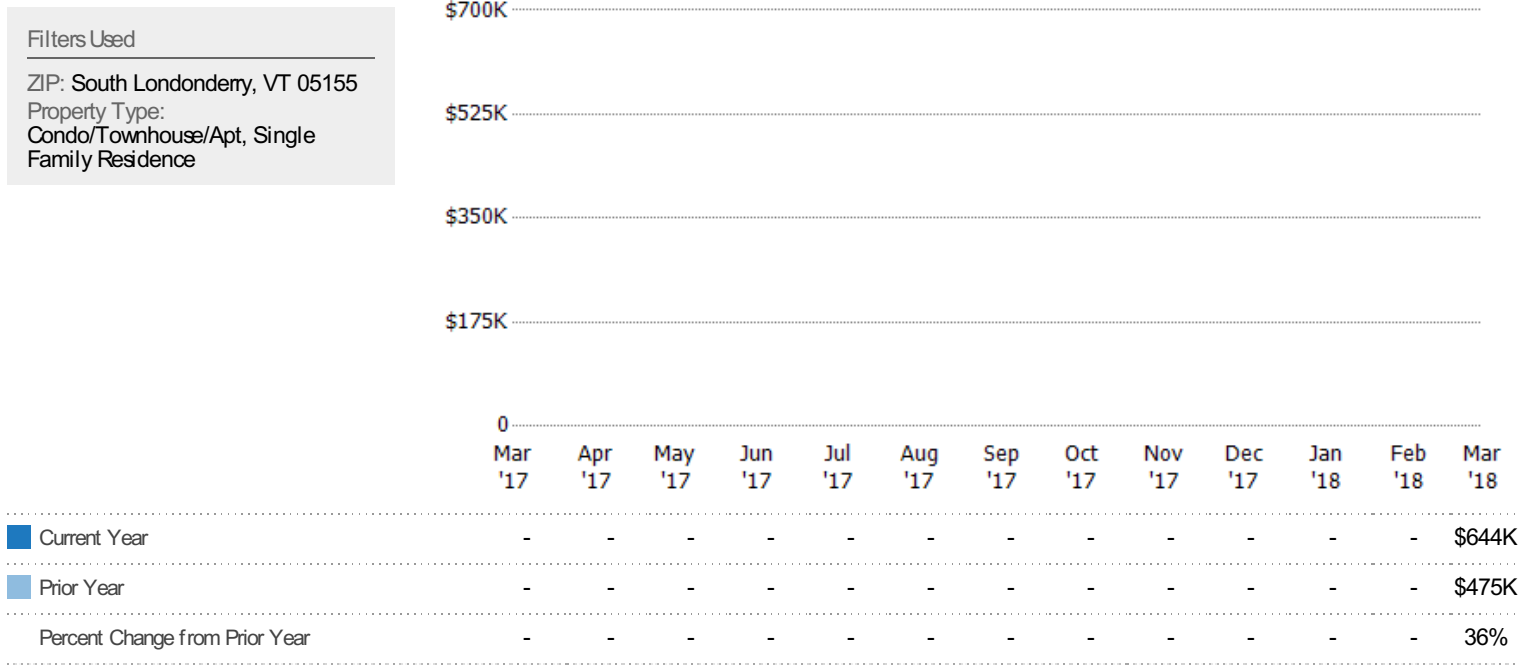 Filters Used
ZIP: South Londonderry, VT 05155
Property Type:
Condo/Townhouse/Apt, Single
Family Residence
$700K
$525K
$350K
$175K
0
Mar Apr May Jun Jul Aug Sep Oct Nov Dec Jan Feb Mar
'17 '17 '17 '17 '17 '17 '17 '17 '17 '17 '18 '18 '18
Current Year - - - - - - - - - - - - $644K
Prior Year - - - - - - - - - - - - $475K
Percent Change from Prior Year - - - - - - - - - - - - 36%